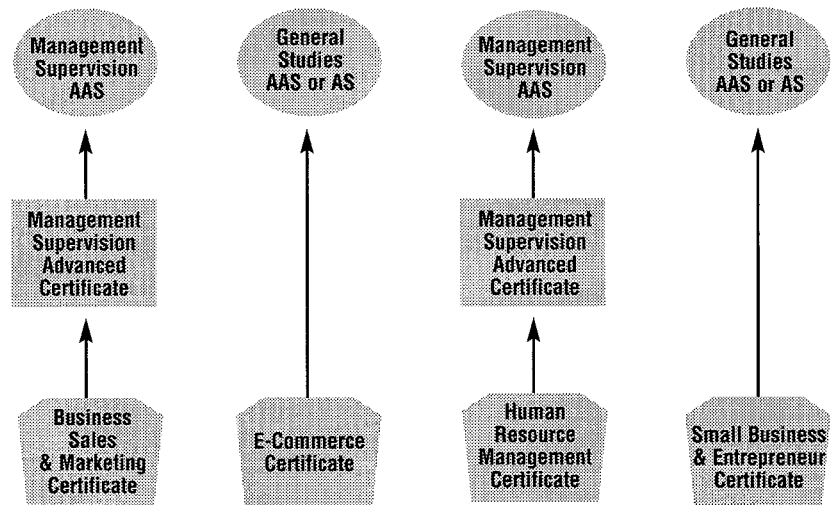 Management
Supervision
AAS
General
Studies
AAS or AS
Management
Supervision
AAS
General
Studies
AAS or AS
Management
Supervision
Advanced
Certificate
Management
Supervision
Advanced
Certificate
Business
Sales
& Marketing
Certificate
E-Commerce
Certificate
Human
Resource
Management
Certificate
Small Business
& Entrepreneur
Certificate